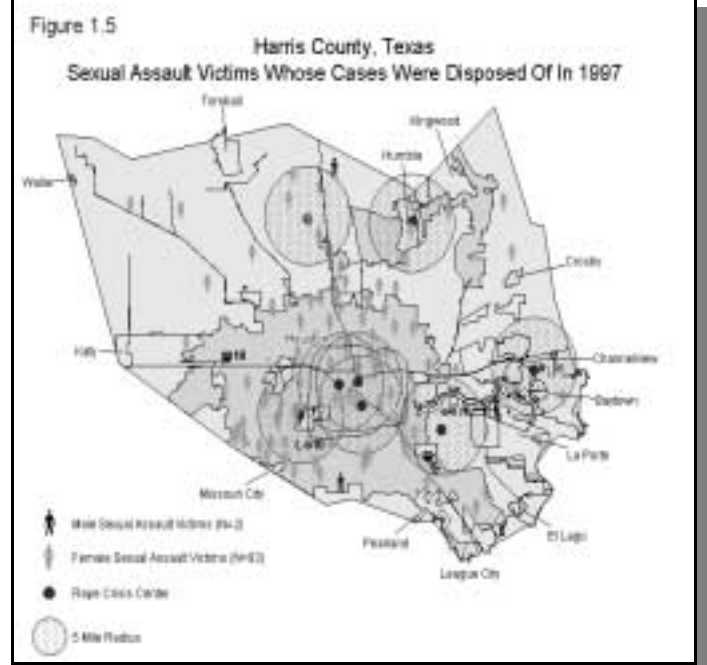 Figure 1.5
Harris County, Texas
Sexual Assault Victims Whose Cases Were Disposed Of In 1997
Tomball
Kingwood
Humble
Waller
Crosby
Katy
Channelview
Baytown
La Porte
Missouri City
El Lago
Pearland
League City
Male Sexual Assault Victims (N=2)
Female Sexual Assault Victims (N=83)
Rape Crisis Center
5 Mile Radius